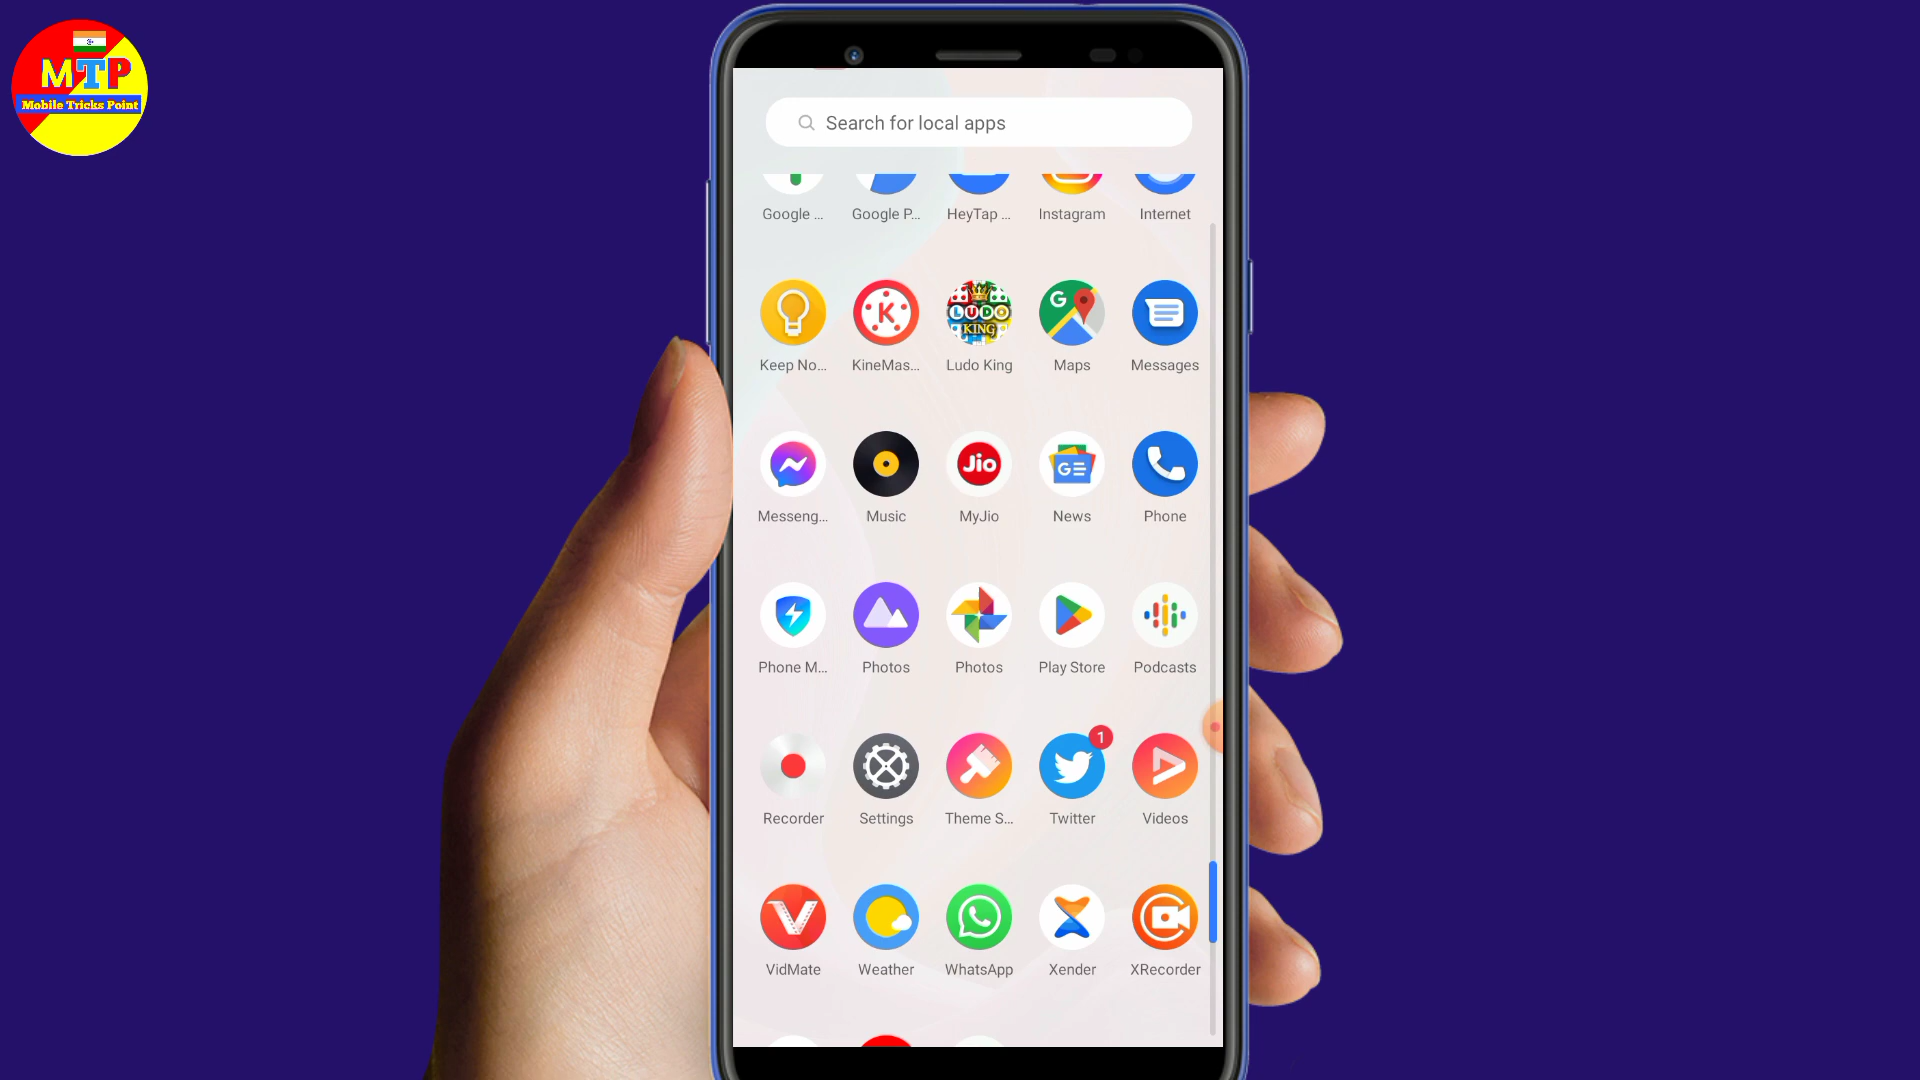 MTP
Mobile Tricks Point
Search for local apps
Google ...
Google P...
HeyTap ...
Instagram
Internet
LUDO
KING
Keep No...
KineMas...
Ludo King
Maps
Messages
Jio
GE
Messeng...
Music
MyJio
News
Phone
Phone M...
Photos
Photos
Play Store
Podcasts
1
Recorder
Settings
Theme S...
Twitter
Videos
VidMate
Weather
WhatsApp
Xender
XRecorder